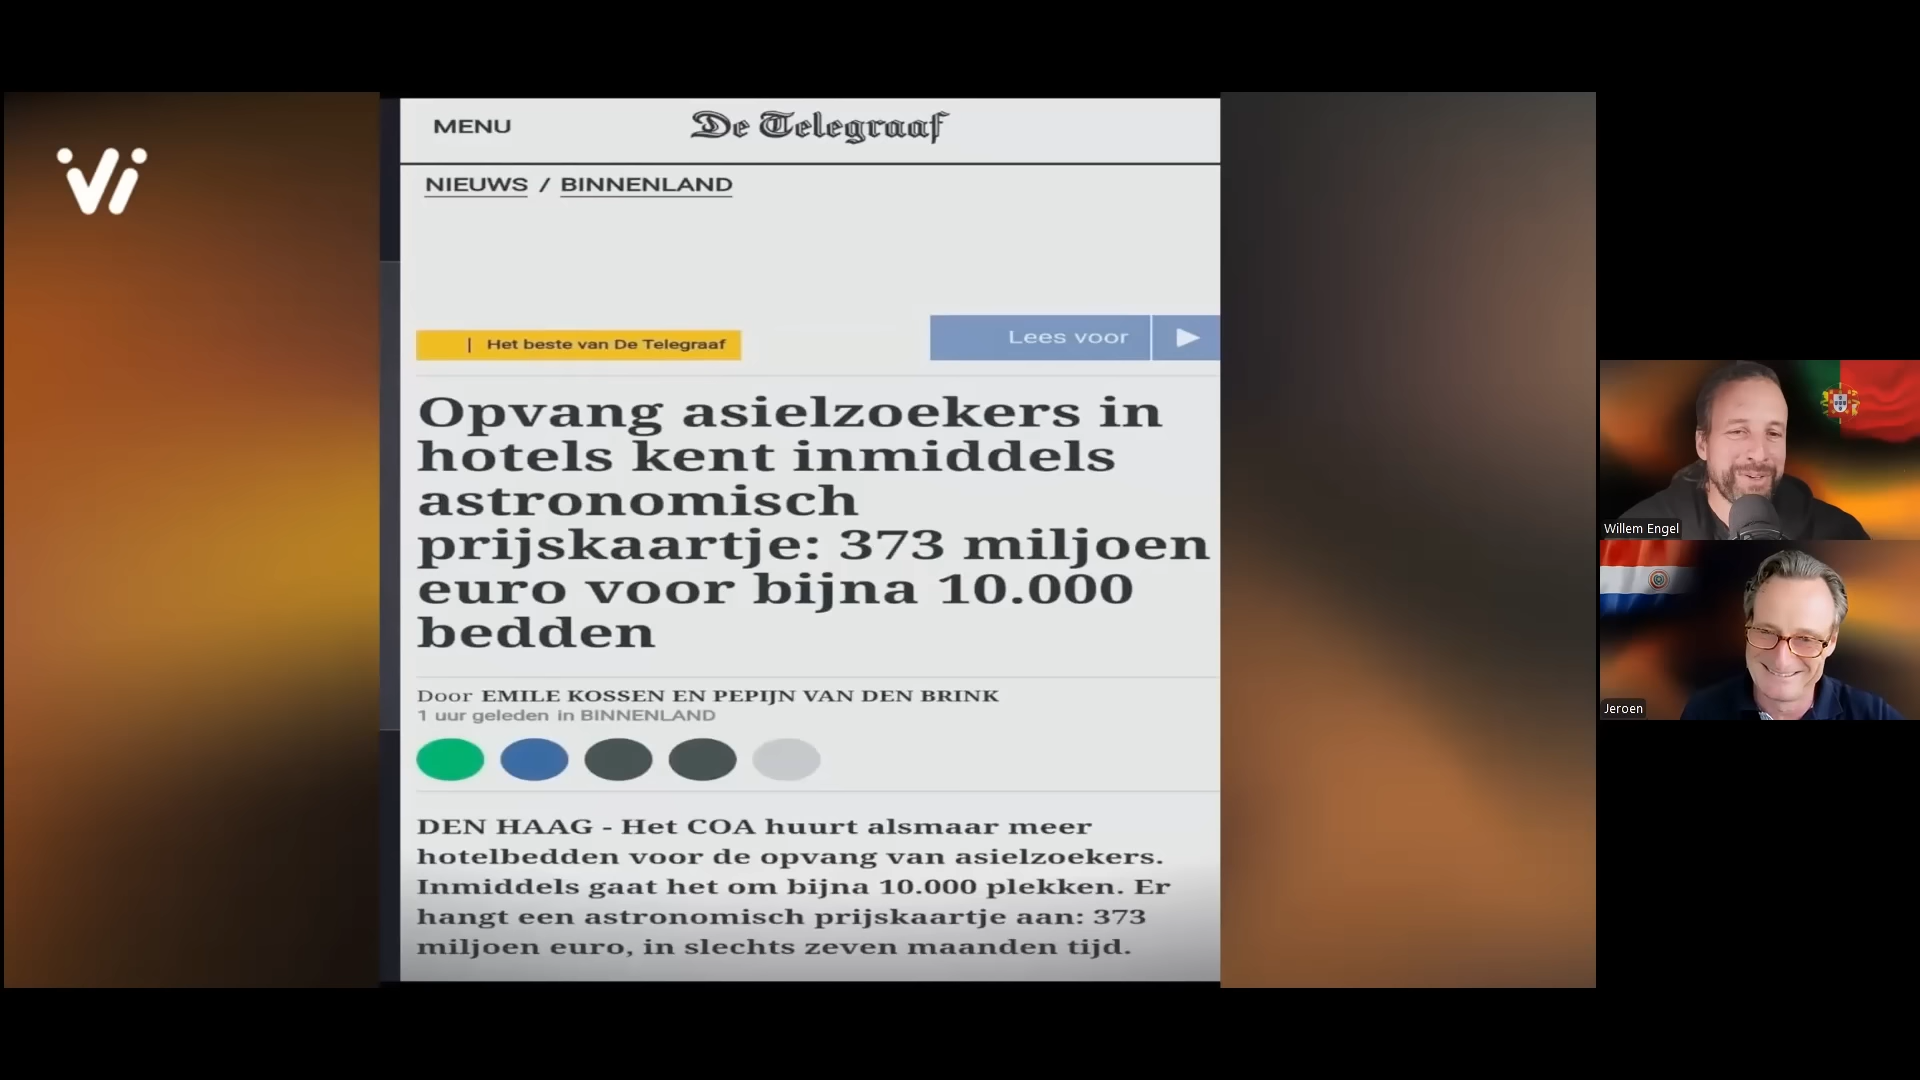 MENU
De Telegraaf
NIEUWS / BINNENLAND
| Het beste van De Telegraaf
Lees voor
Opvang asielzoekers in
hotels kent inmiddels
astronomisch
prijskaartje: 373 miljoen
euro voor bijna 10.000
bedden
Door EMILE KOSSEN EN PEPIJN VAN DEN BRINK
1 uur geleden in BINNENLAND
DEN HAAG - Het COA huurt alsmaar meer
hotelbedden voor de opvang van asielzoekers.
Inmiddels gaat het om bijna 10.000 plekken. Er
hangt een astronomisch prijskaartje aan: 373
miljoen euro, in slechts zeven maanden tijd.
Willem Engel
Jeroen